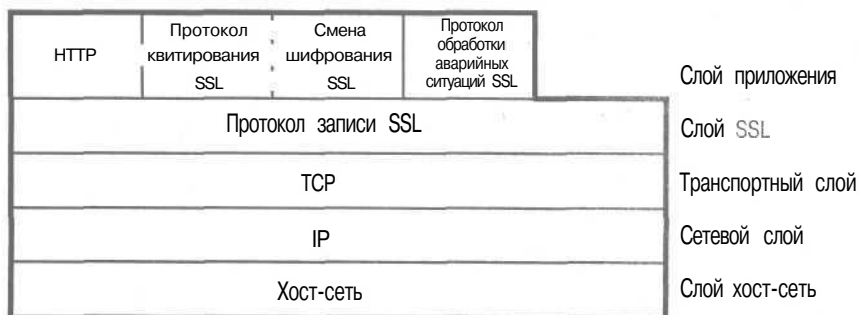 HTTP
Протокол
квитирования
SSL
Смена
шифрования
SSL
Протокол
обработки
аварийных
ситуаций SSL
Слой приложения
Протокол записи SSL
Слой SSL
TCP
Транспортный слой
IP
Сетевой слой
Хост-сеть
Слой хост-сеть